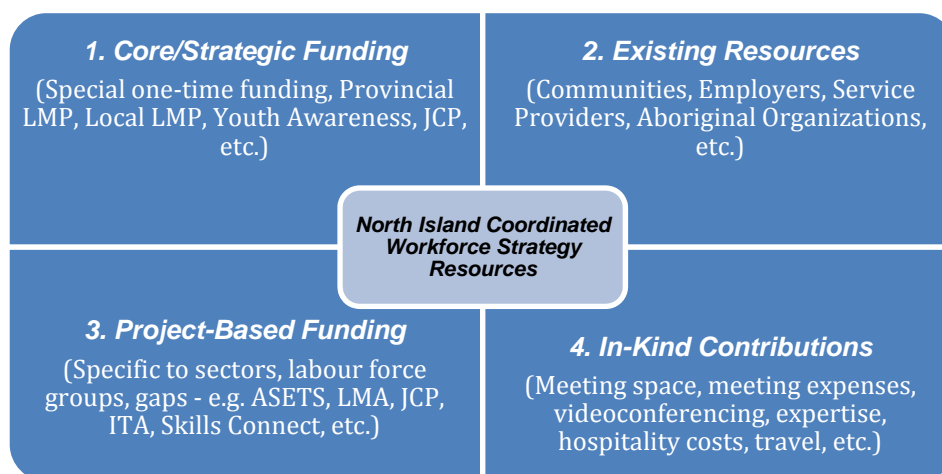 1. Core/Strategic Funding
(Special one-time funding, Provincial
LMP, Local LMP, Youth Awareness, JCP,
etc.)
2. Existing Resources
(Communities, Employers, Service
Providers, Aboriginal Organizations,
etc.)
North Island Coordinated
Workforce Strategy
Resources
3. Project-Based Funding
(Specific to sectors, labour force
groups, gaps - e.g. ASETS, LMA, JCP,
ITA, Skills Connect, etc.)
4. In-Kind Contributions
(Meeting space, meeting expenses,
videoconferencing, expertise,
hospitality costs, travel, etc.)